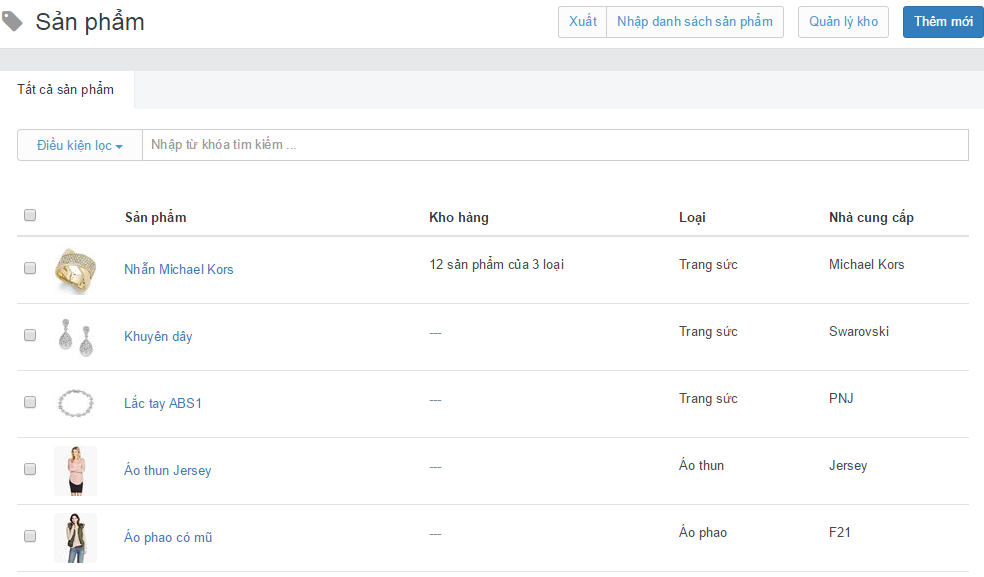 Sản phẩm
Xuất Nhập danh sách sản phẩm Quản lý kho Thêm mới
Tất cả sản phẩm
Điều kiện lọc Nhập từ khóa tìm kiếm ...
Sản phẩm Kho hàng Loại Nhà cung cấp
Nhẫn Michael Kors 12 sản phẩm của 3 loại Trang sức Michael Kors
Khuyên dây --- Trang sức Swarovski
Lắc tay ABS1 --- Trang sức PNJ
Áo thun Jersey --- Áo thun Jersey
Áo phao có mũ --- Áo phao F21